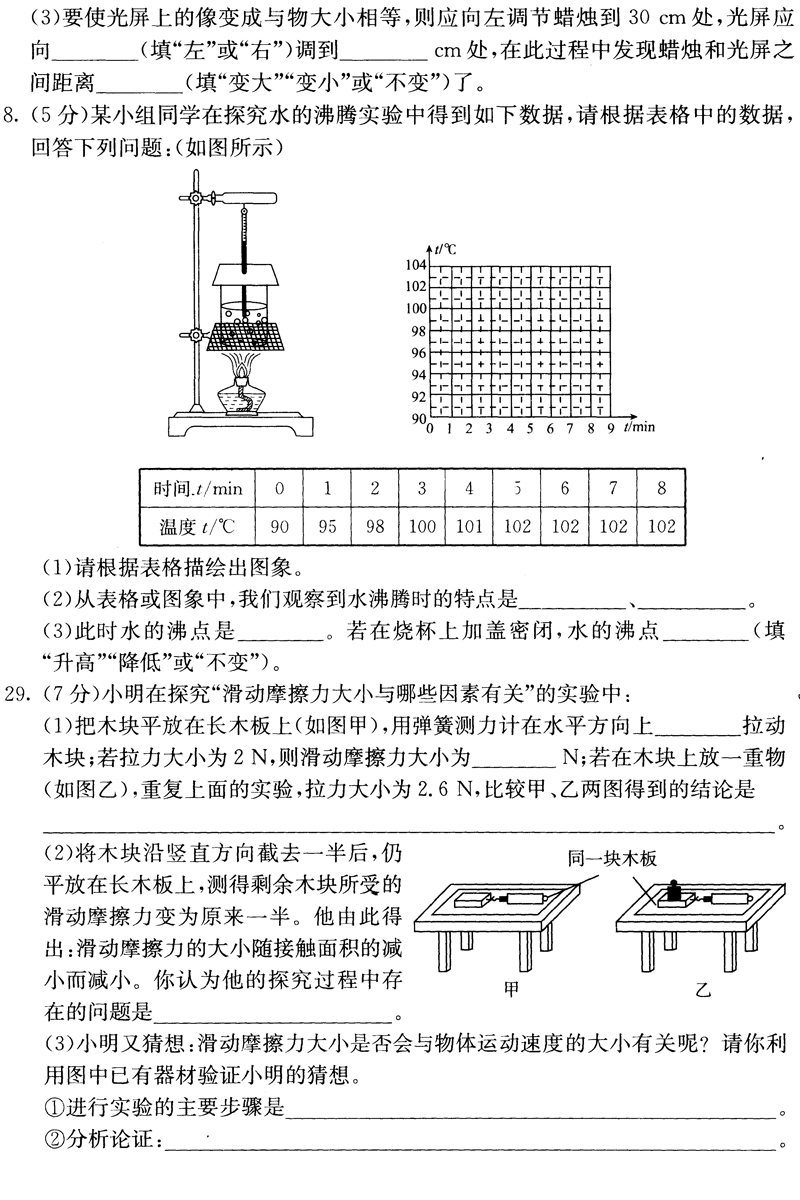 (3)要使光屏上的像变成与物大小相等,则应向左调节蜡烛到 30 cm 处,光屏应
向________(填“左”或“右”)调到________ cm 处,在此过程中发现蜡烛和光屏之
间距离________(填“变大”“变小”或“不变”)了。
8. (5 分)某小组同学在探究水的沸腾实验中得到如下数据,请根据表格中的数据,
回答下列问题:(如图所示)
t/℃
104
102
100
98
96
94
92
90
0 1 2 3 4 5 6 7 8 9 t/min
时间.t/min 0 1 2 3 4 5 6 7 8
温度 t/℃ 90 95 98 100 101 102 102 102 102
(1)请根据表格描绘出图象。
(2)从表格或图象中,我们观察到水沸腾时的特点是__________、__________。
(3)此时水的沸点是________。若在烧杯上加盖密闭,水的沸点________(填
“升高”“降低”或“不变”)。
29. (7 分)小明在探究“滑动摩擦力大小与哪些因素有关”的实验中:
(1)把木块平放在长木板上(如图甲),用弹簧测力计在水平方向上________拉动
木块;若拉力大小为 2 N,则滑动摩擦力大小为________ N;若在木块上放一重物
(如图乙),重复上面的实验,拉力大小为 2.6 N,比较甲、乙两图得到的结论是
____________________________________________________________。
(2)将木块沿竖直方向截去一半后,仍
平放在长木板上,测得剩余木块所受的
滑动摩擦力变为原来一半。他由此得
出:滑动摩擦力的大小随接触面积的减
小而减小。你认为他的探究过程中存
在的问题是____________________。
同一块木板
甲 乙
(3)小明又猜想:滑动摩擦力大小是否会与物体运动速度的大小有关呢? 请你利
用图中已有器材验证小明的猜想。
①进行实验的主要步骤是________________________________________。
②分析论证:__________________________________________________。